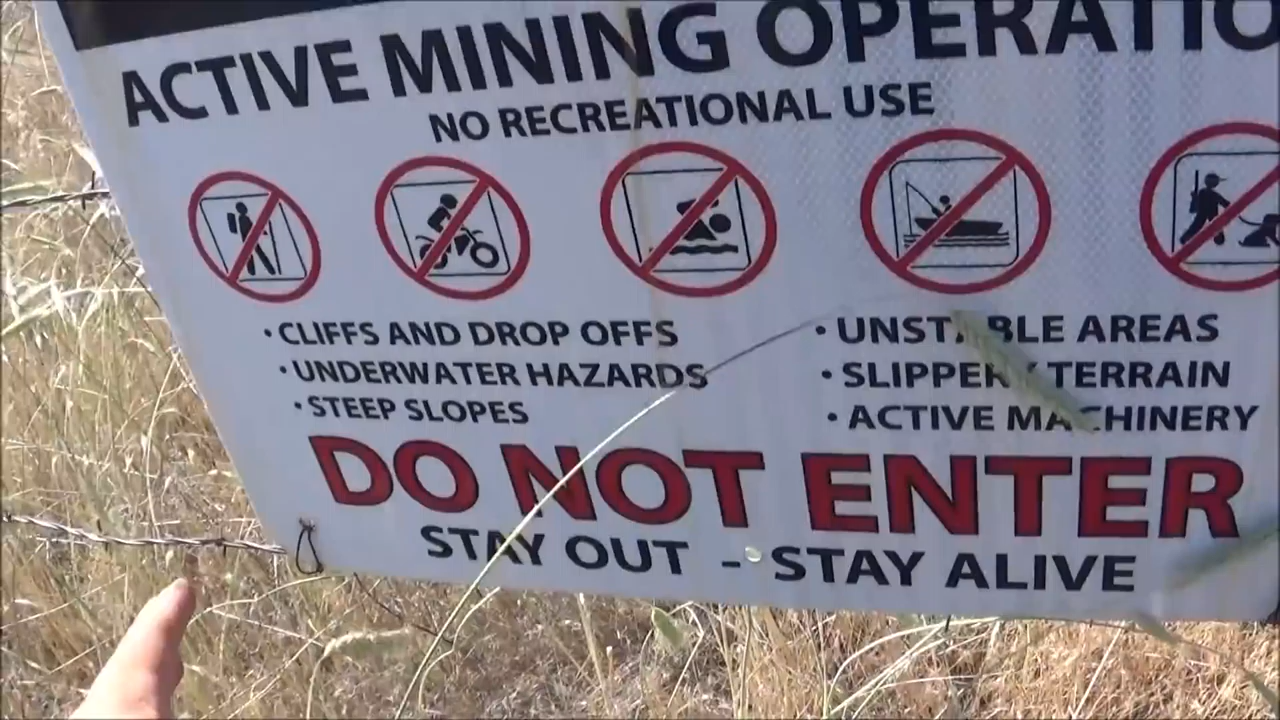 ACTIVE MINING OPERATIO
NO RECREATIONAL USE
• CLIFFS AND DROP OFFS
• UNDERWATER HAZARDS
• STEEP SLOPES
• UNSTABLE AREAS
• SLIPPERY TERRAIN
• ACTIVE MACHINERY
DO NOT ENTER
STAY OUT - STAY ALIVE